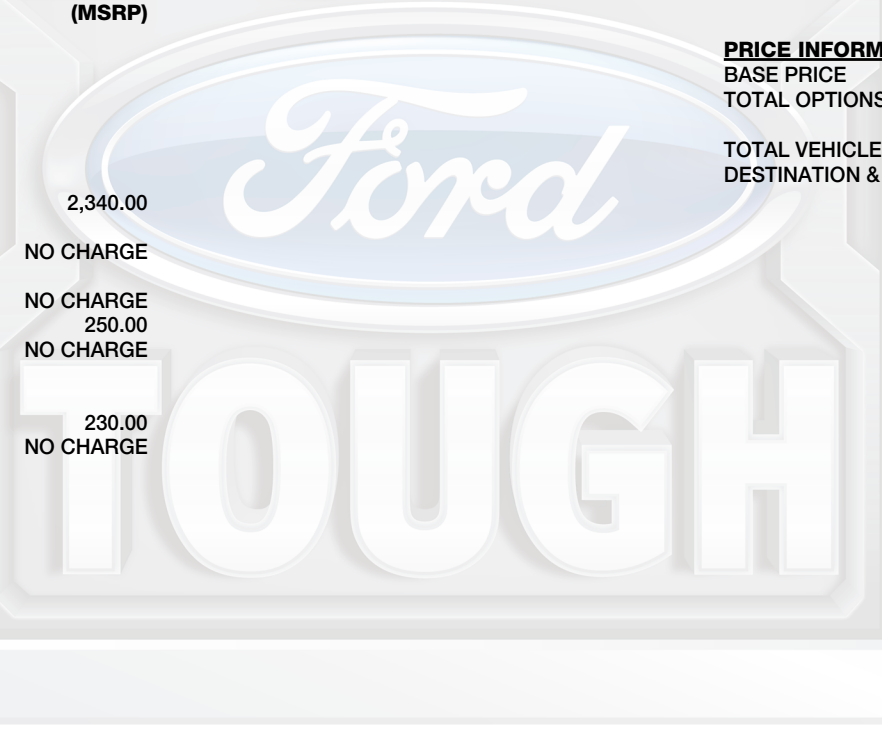 (MSRP)
2,340.00
NO CHARGE
NO CHARGE
250.00
NO CHARGE
230.00
NO CHARGE
PRICE INFORM
BASE PRICE
TOTAL OPTIONS
TOTAL VEHICLE
DESTINATION &
Ford
TOUGH